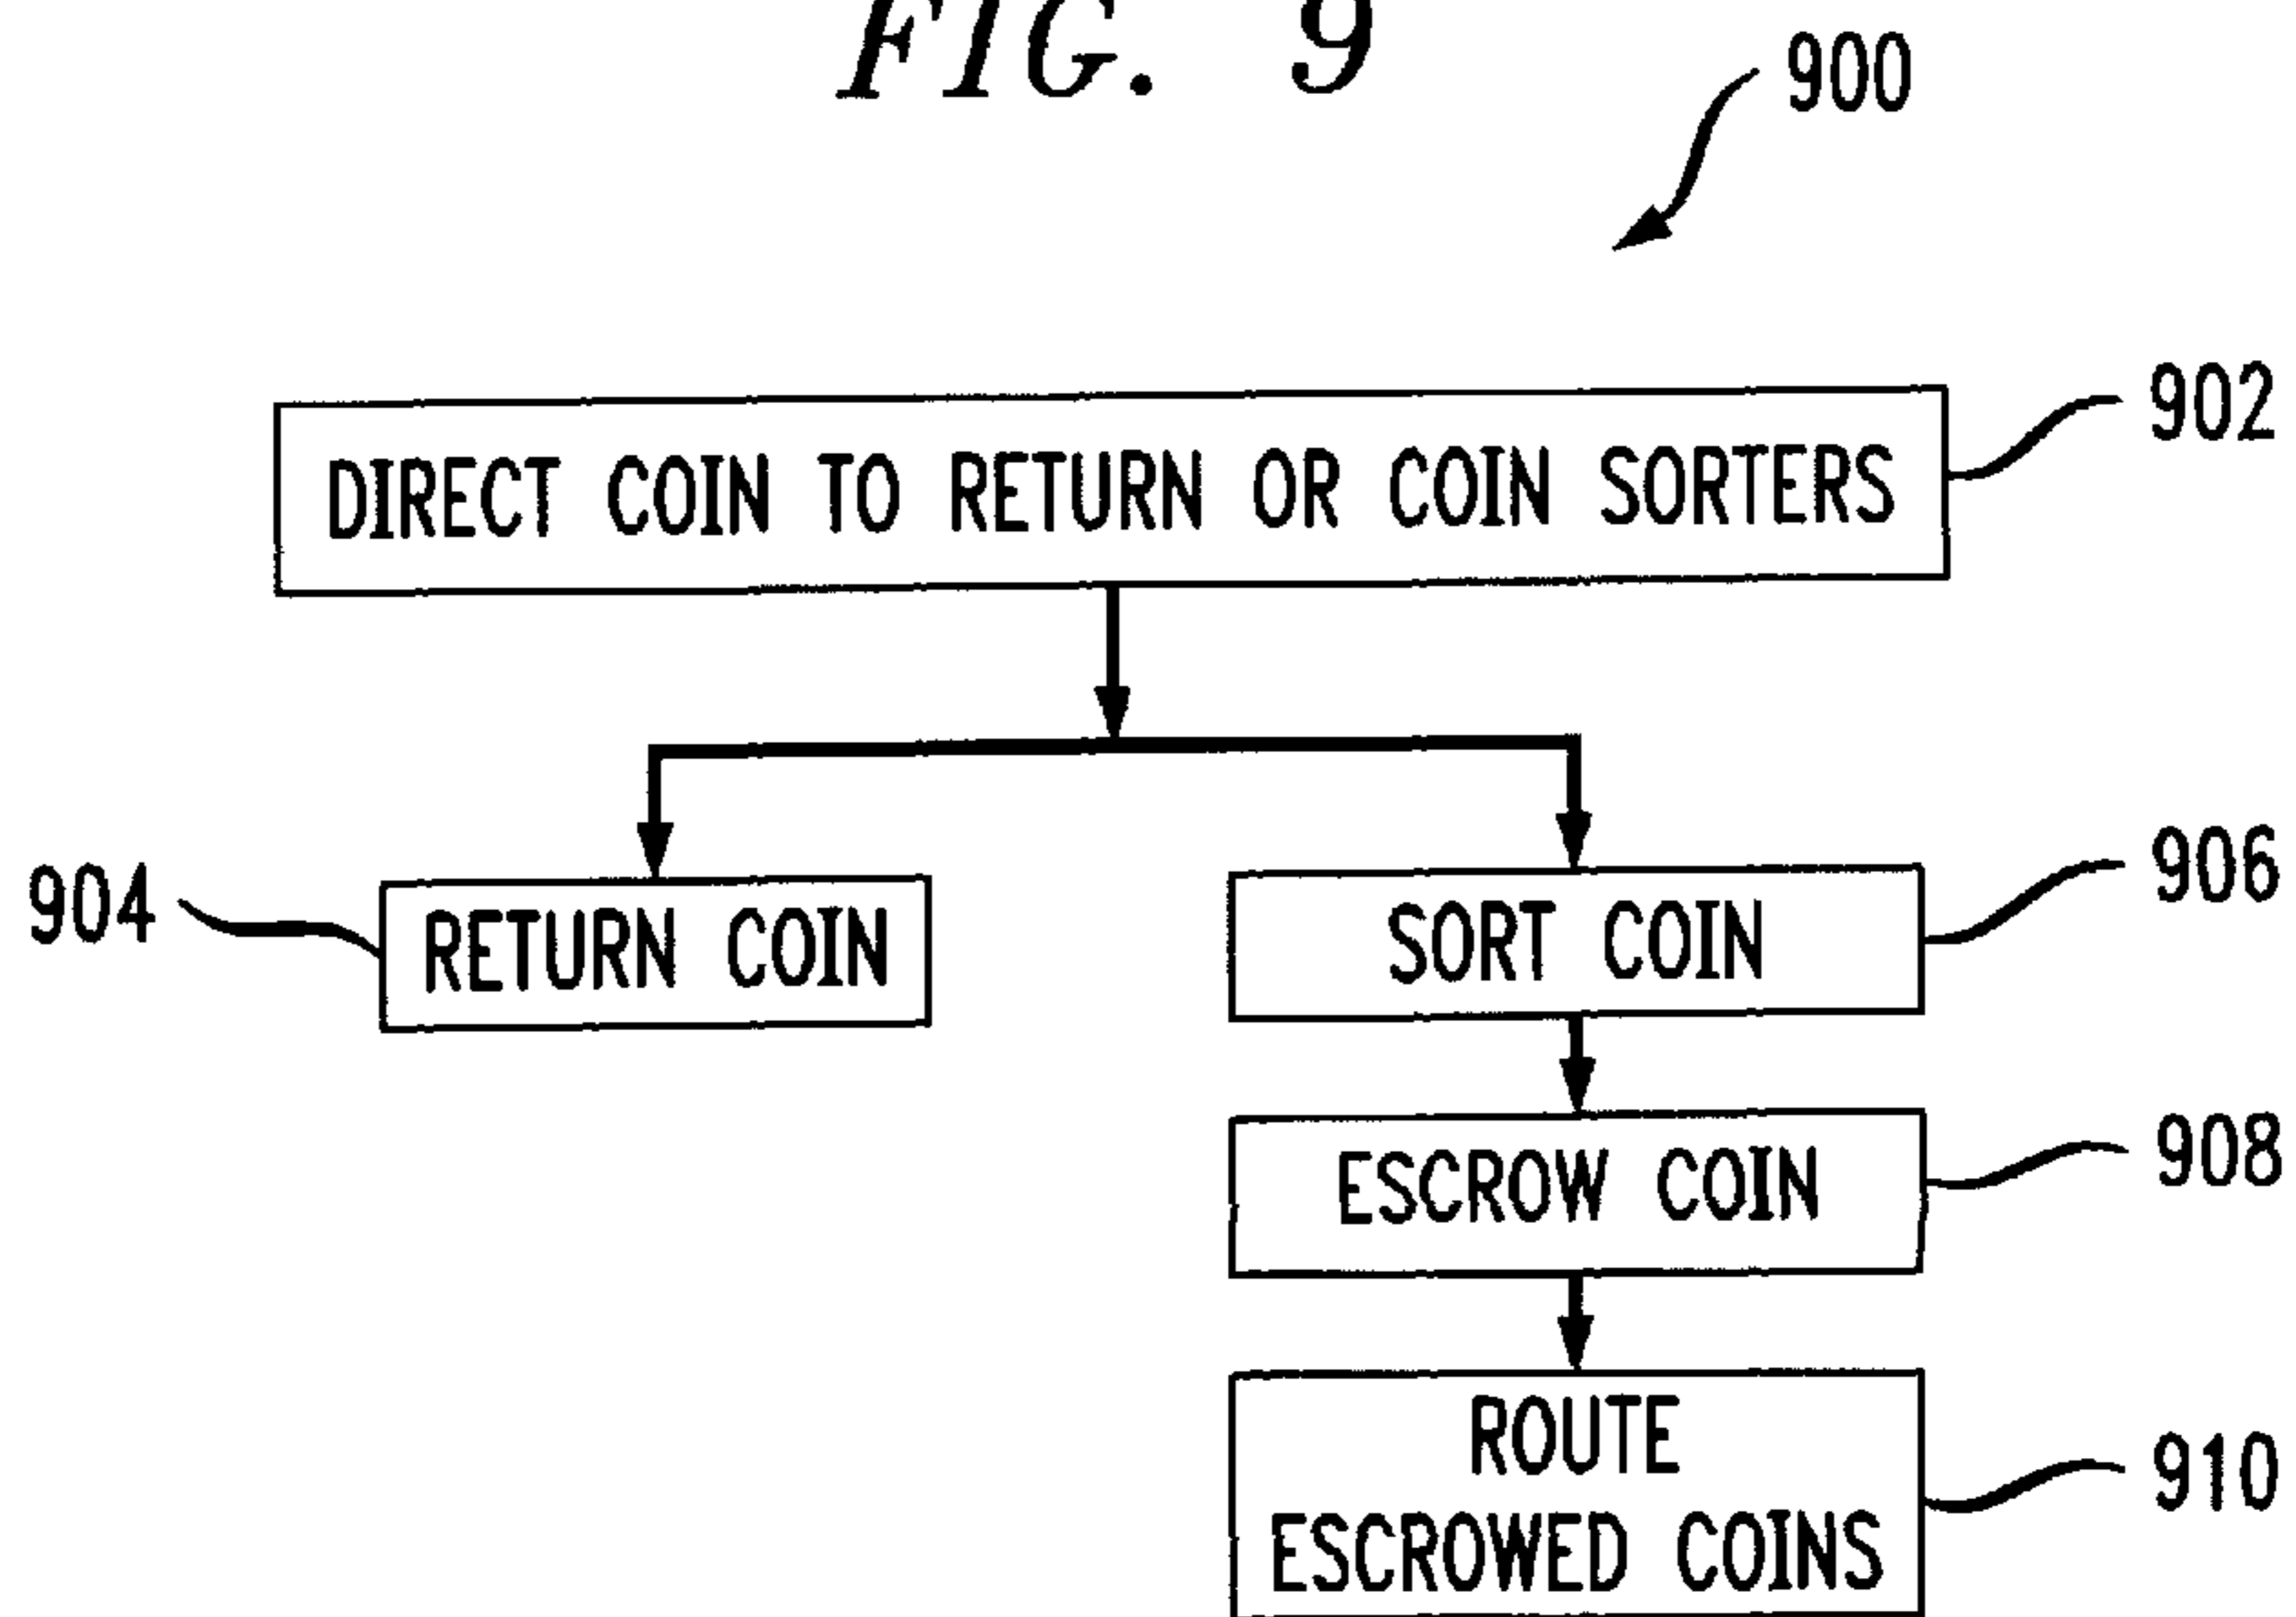 FIG. 9
900
DIRECT COIN TO RETURN OR COIN SORTERS
902
904
RETURN COIN
SORT COIN
906
ESCROW COIN
908
ROUTE
ESCROWED COINS
910